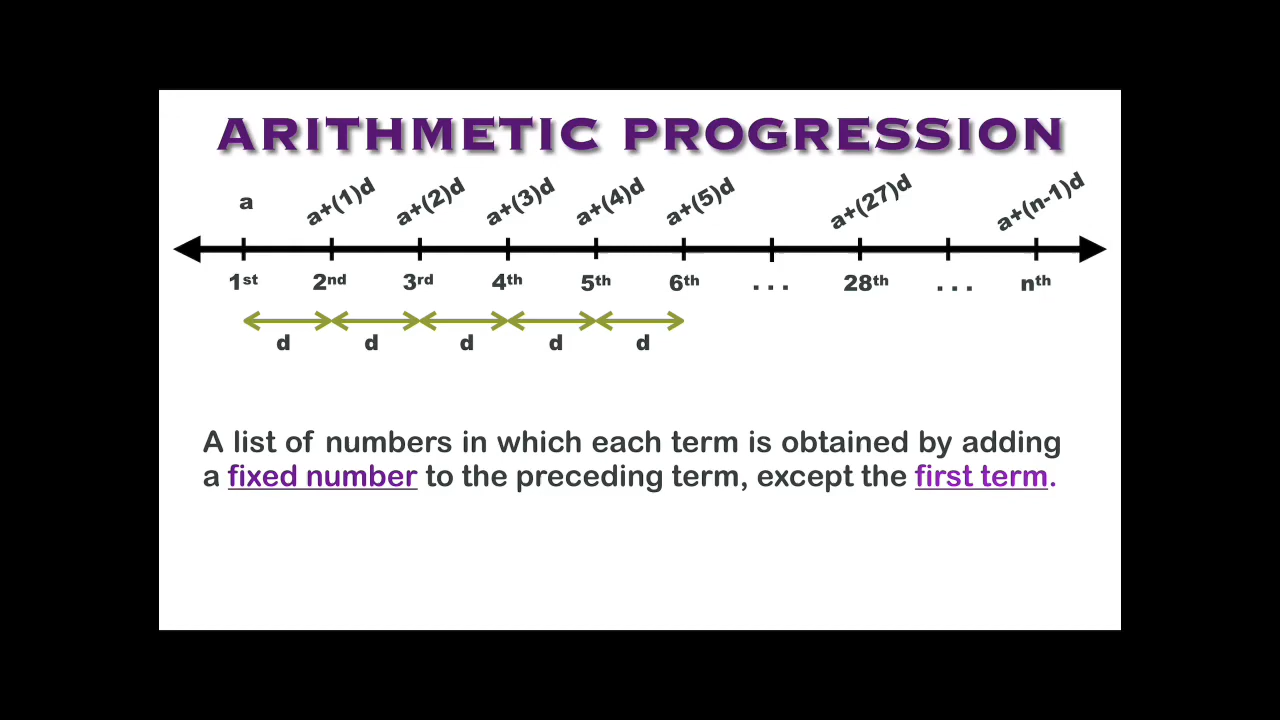 ARITHMETIC PROGRESSION
a a+(1)d a+(2)d a+(3)d a+(4)d a+(5)d a+(27)d a+(n-1)d
1st 2nd 3rd 4th 5th 6th ... 28th ... nth
d d d d d
A list of numbers in which each term is obtained by adding
a fixed number to the preceding term, except the first term.